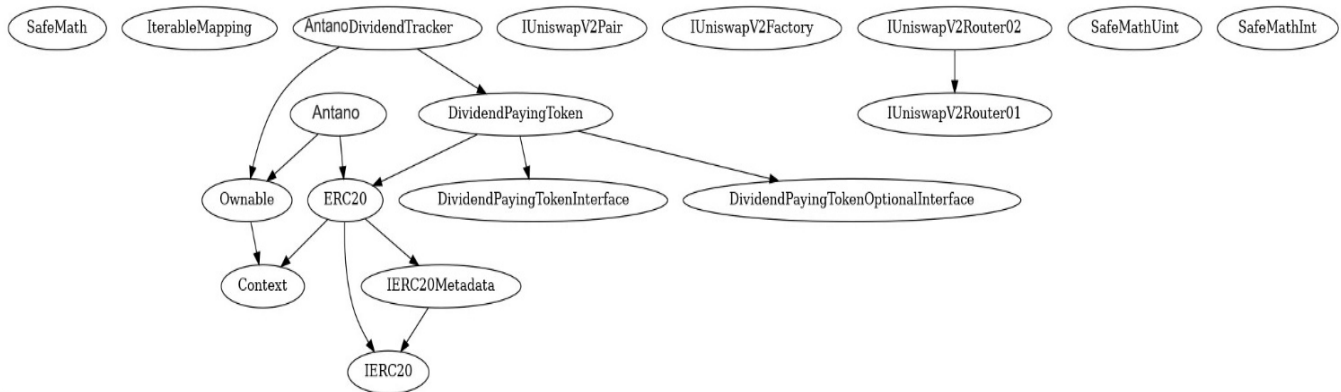 SafeMath
IterableMapping
AntanoDividendTracker
IUniswapV2Pair
IUniswapV2Factory
IUniswapV2Router02
SafeMathUint
SafeMathInt
Antano
DividendPayingToken
IUniswapV2Router01
Ownable
ERC20
DividendPayingTokenInterface
DividendPayingTokenOptionalInterface
Context
IERC20Metadata
IERC20